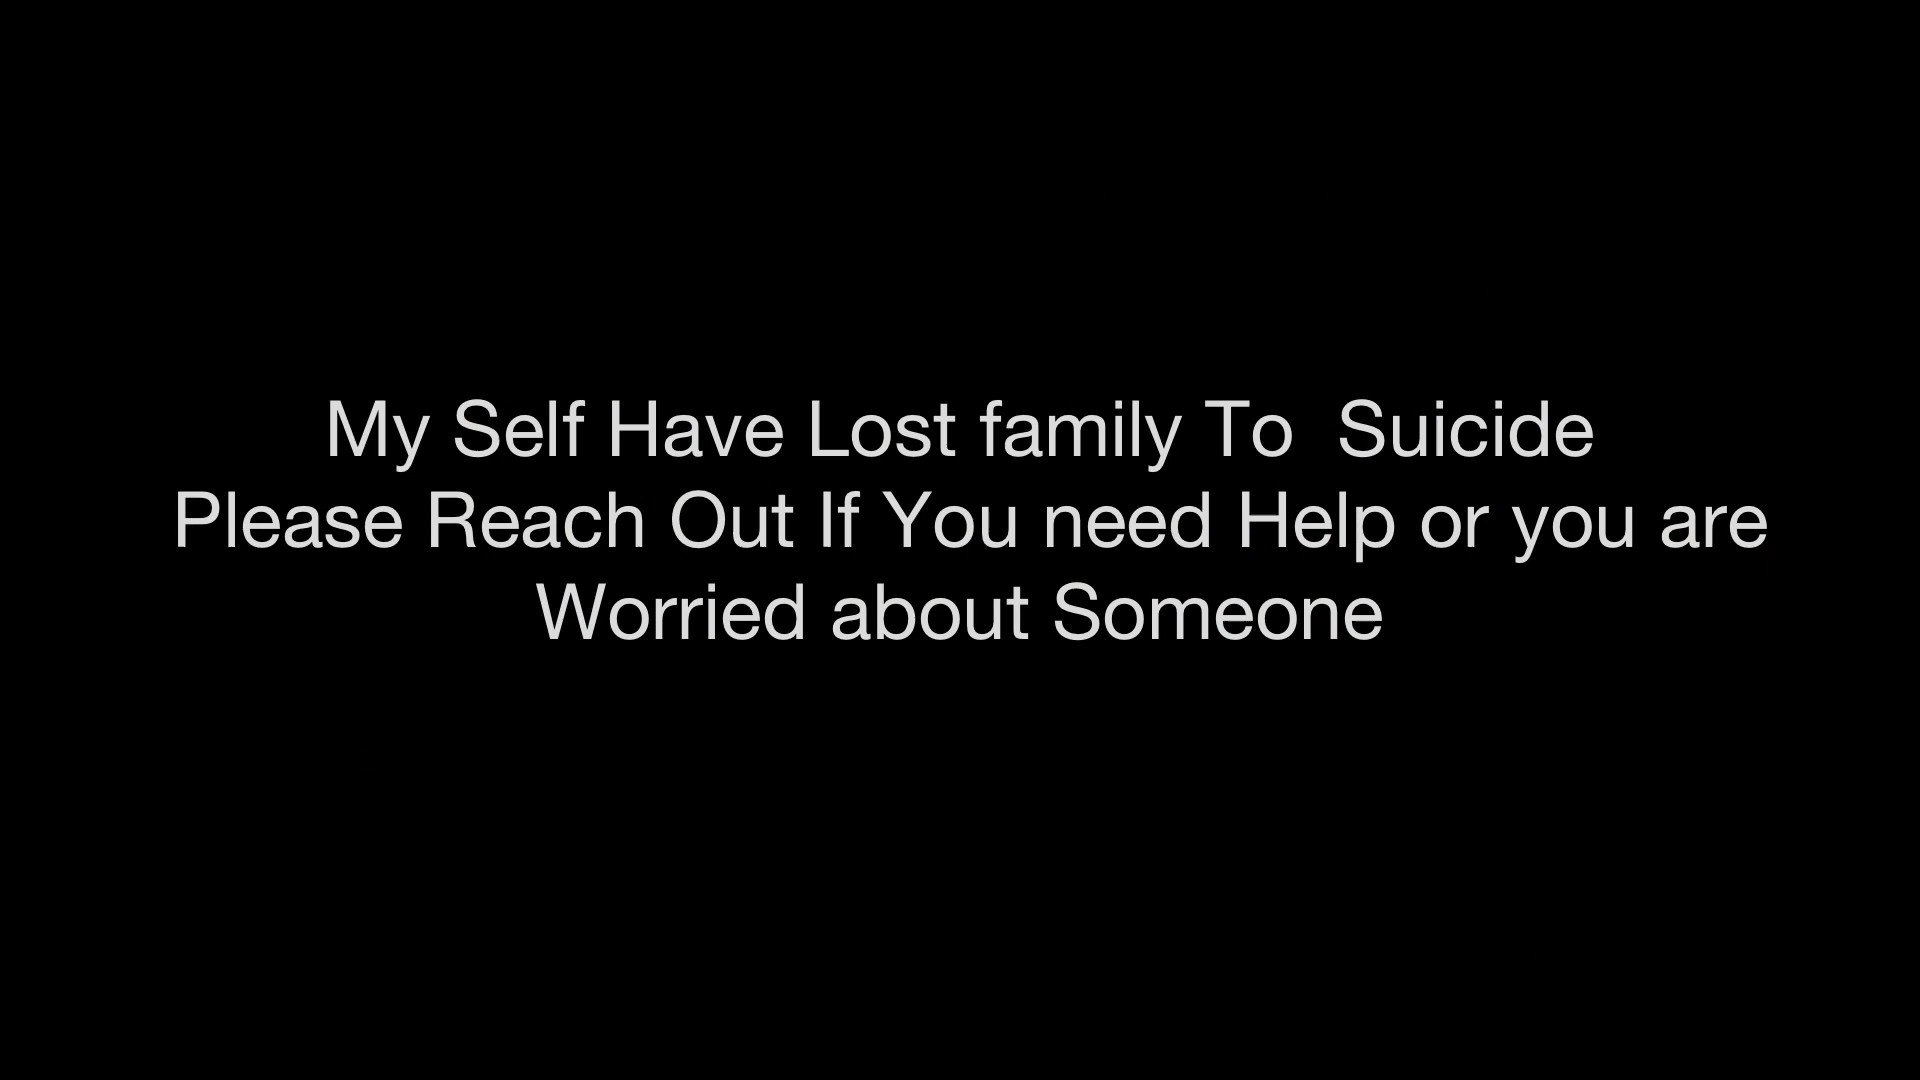 My Self Have Lost family To  Suicide
Please Reach Out If You need Help or you are
Worried about Someone